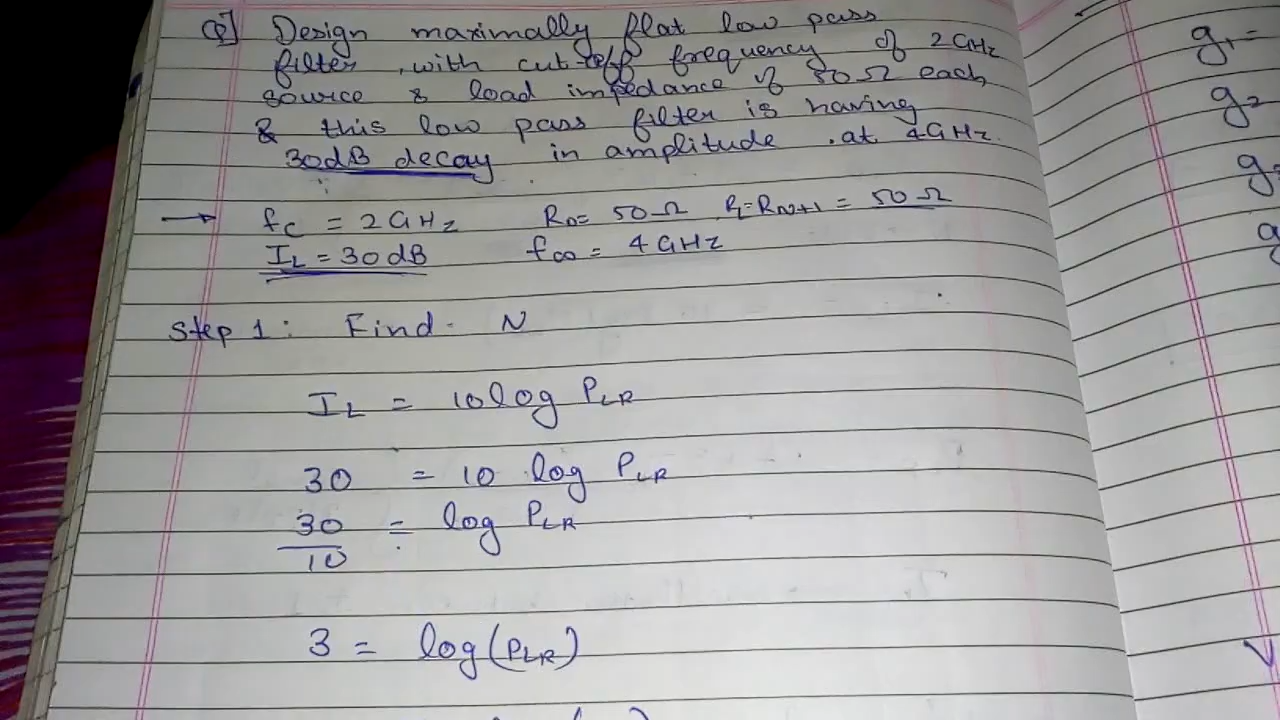 Q] Design maximally flat low pass
filter, with cut-off frequency of 2GHz
source & load impedance of 50Ω each,
& this low pass filter is having
30dB decay in amplitude . at 4GHz.
→ fc = 2GHz R0= 50Ω RL=RN+1 = 50Ω
IL = 30dB f∞ = 4GHz
Step 1: Find N
IL = 10log PLR
30 = 10 log PLR
30/10 = log PLR
3 = log(PLR)
g1=
g2